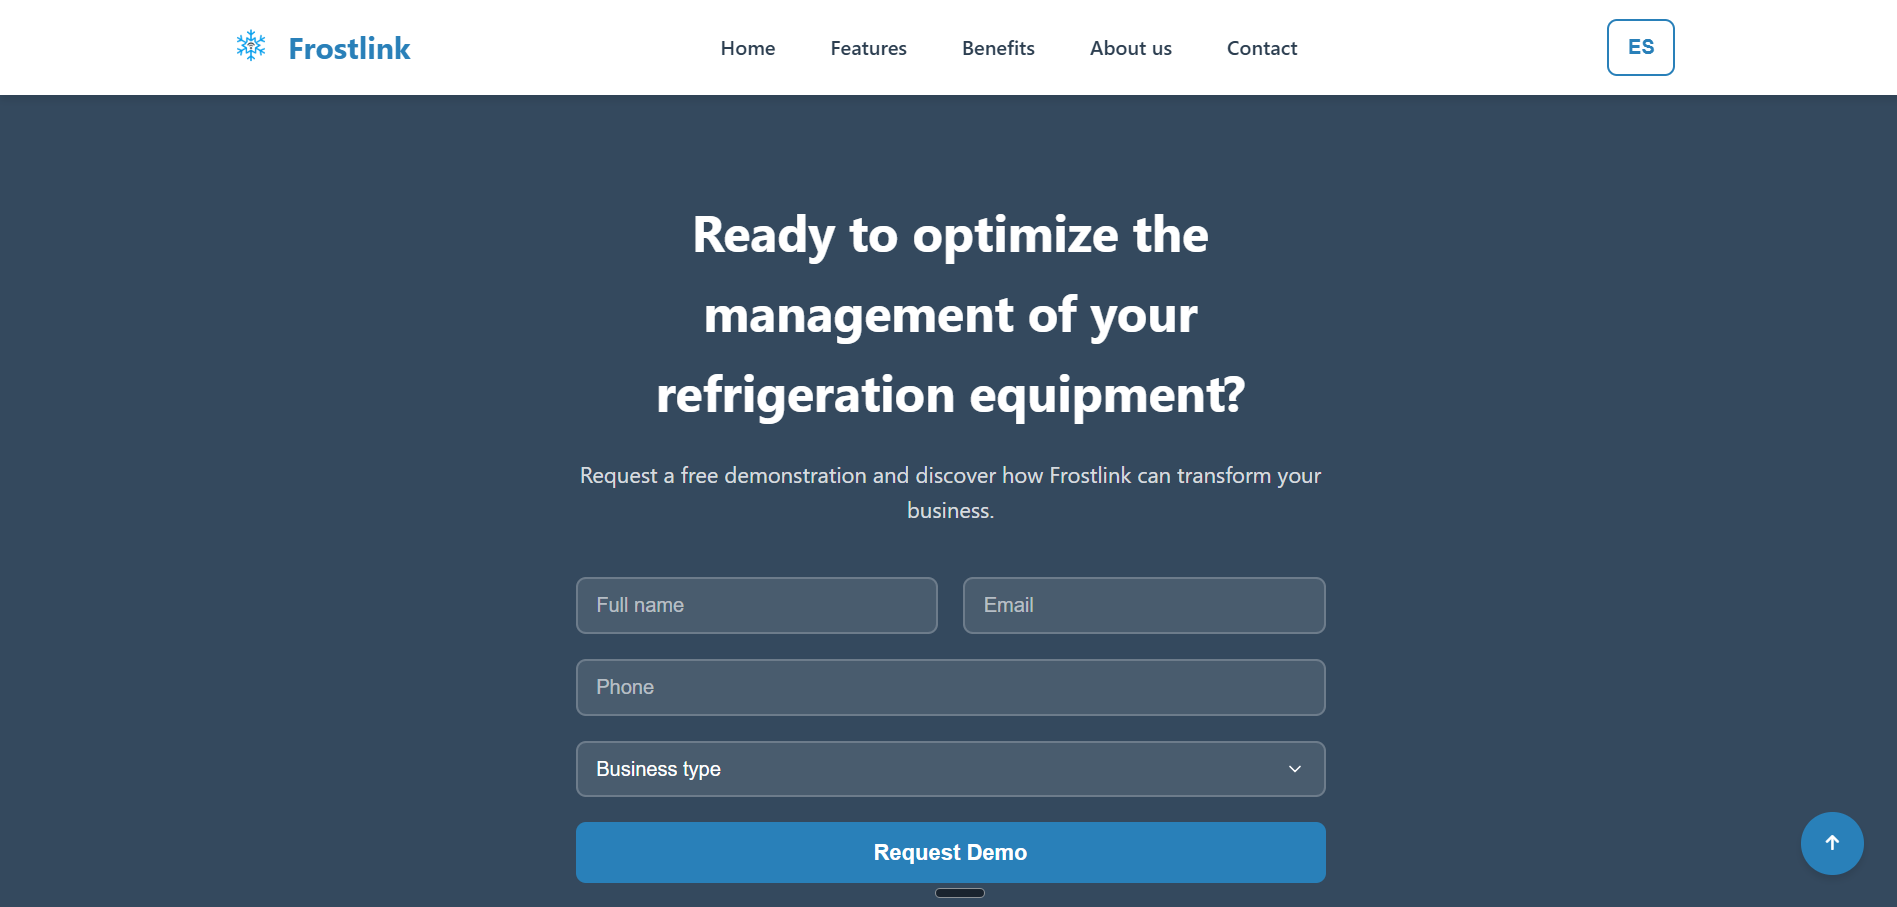 Frostlink
Home
Features
Benefits
About us
Contact
ES
Ready to optimize the
management of your
refrigeration equipment?
Request a free demonstration and discover how Frostlink can transform your
business.
Full name
Email
Phone
Business type
Request Demo